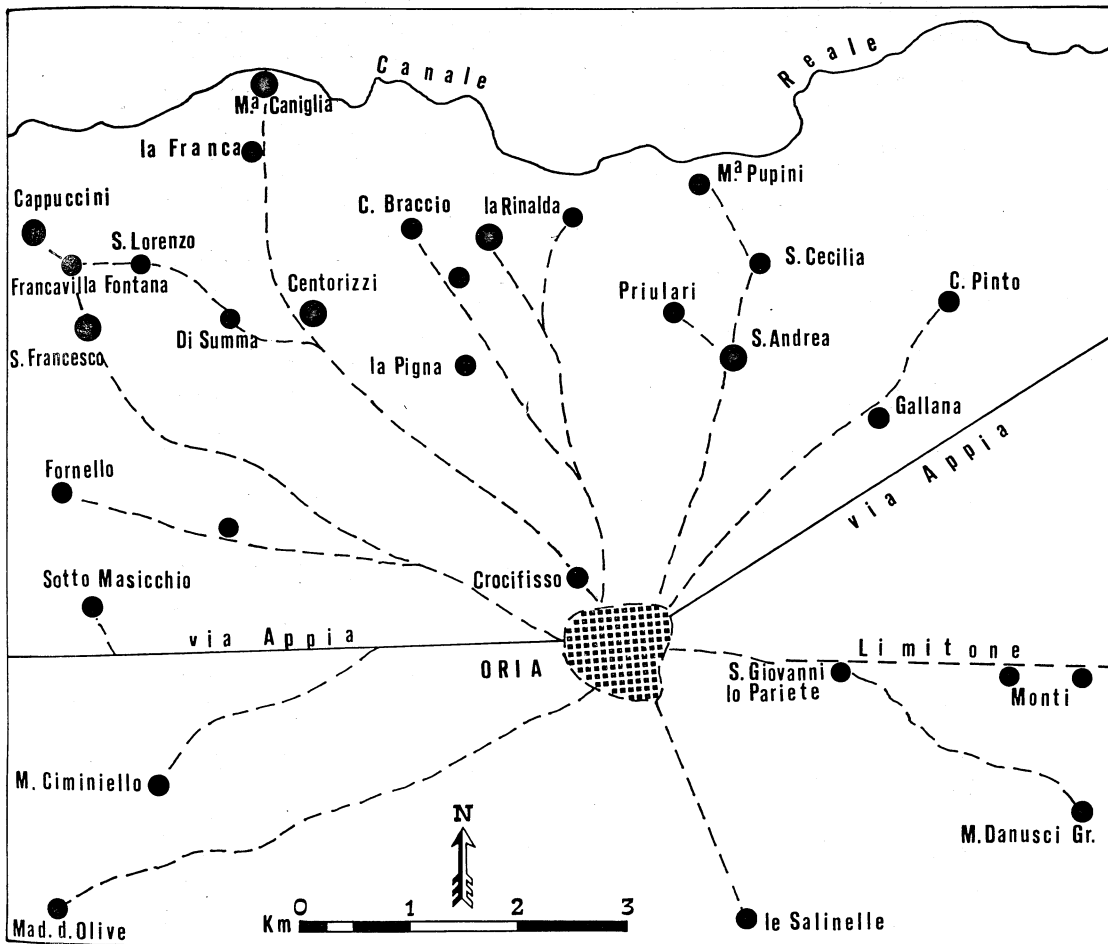 Canale
Reale
M.ª Caniglia
la Franca
Cappuccini
S. Lorenzo
C. Braccio
la Rinalda
M.ª Pupini
S. Cecilia
Francavilla Fontana
Centorizzi
Priulari
C. Pinto
Di Summa
S. Francesco
la Pigna
S. Andrea
Gallana
via Appia
Fornello
Sotto Masicchio
Crocifisso
via Appia
ORIA
Limitone
S. Giovanni
lo Pariete
Monti
M. Ciminiello
N
M. Danusci Gr.
Mad. d. Olive
Km 0 1 2 3
le Salinelle